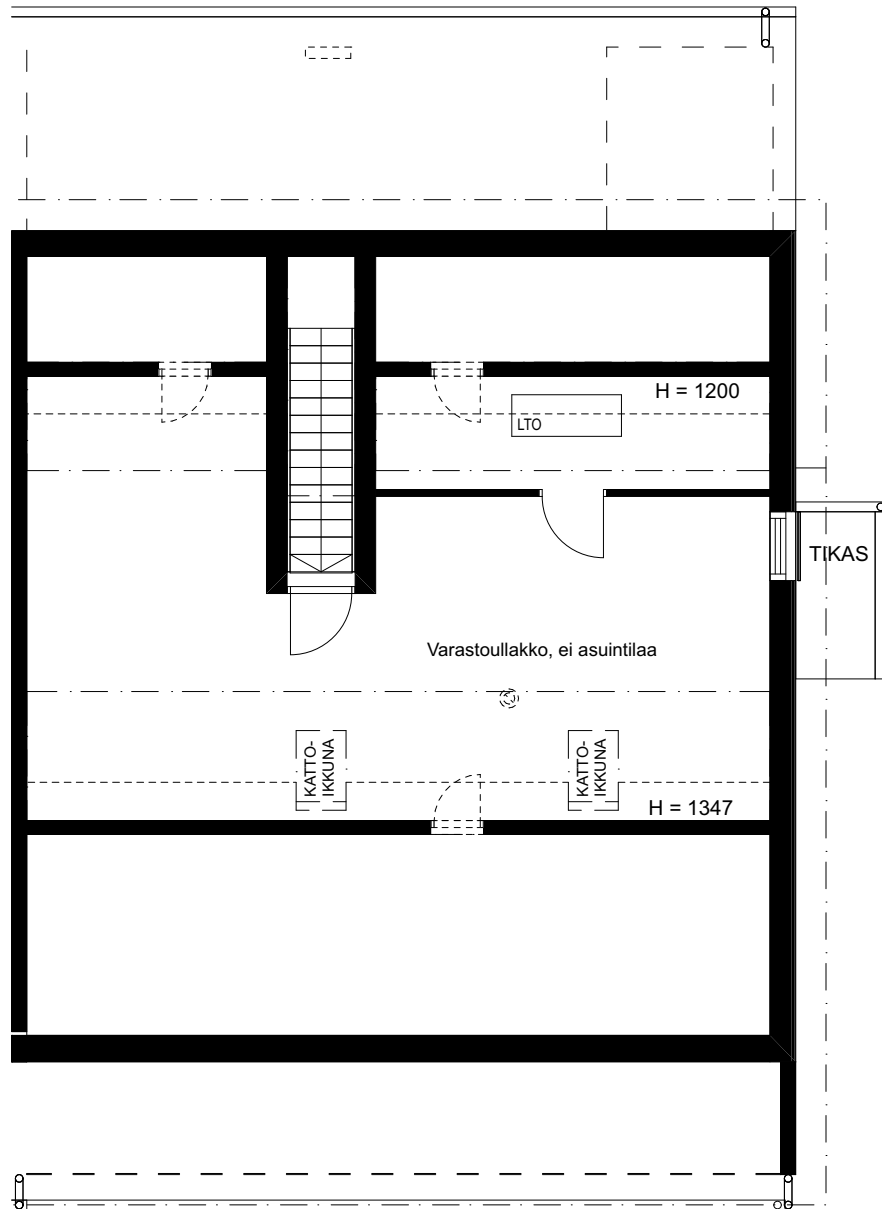 H = 1200
LTO
TIKAS
Varastoullakko, ei asuintilaa
KATTO-
IKKUNA
KATTO-
IKKUNA
H = 1347